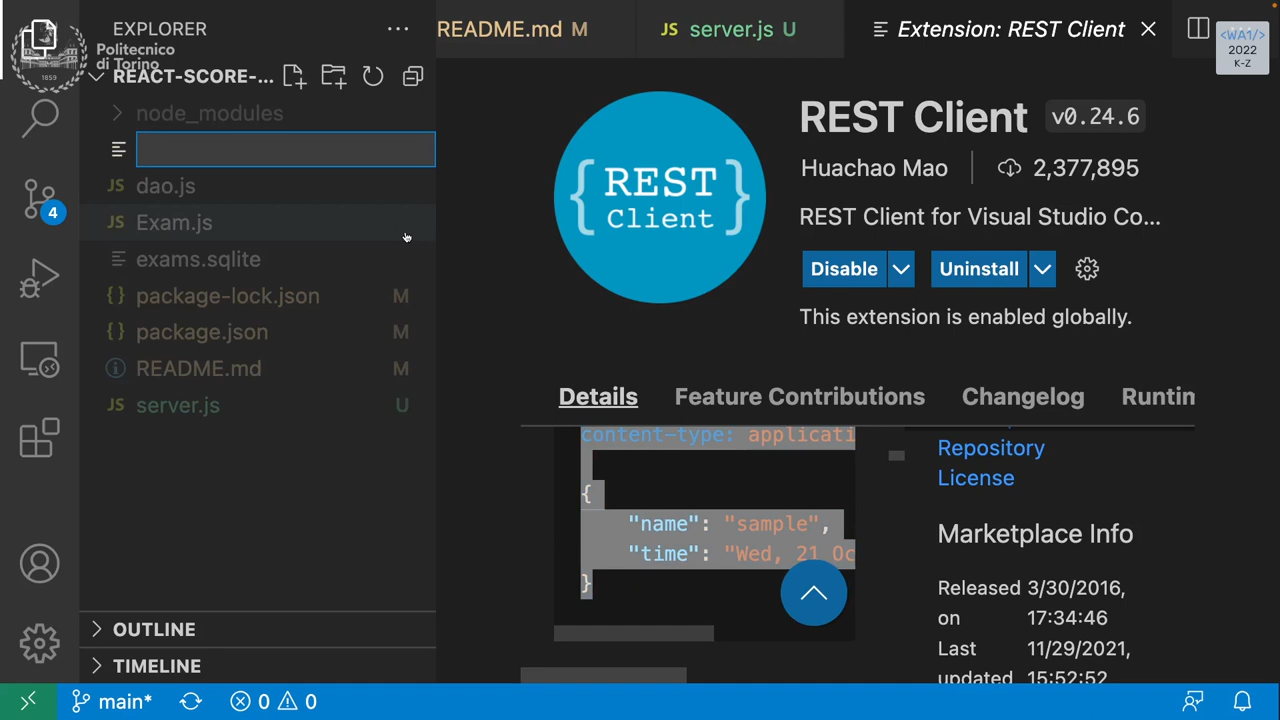 EXPLORER
Politecnico
di Torino
1859
REACT-SCORE-...
node_modules
JS dao.js
JS Exam.js
exams.sqlite
{} package-lock.json M
{} package.json M
README.md M
JS server.js U
OUTLINE
TIMELINE
4
README.md M
JS server.js U
Extension: REST Client
<WA1/>
2022
K-Z
{ REST }
Client
REST Client v0.24.6
Huachao Mao 2,377,895
REST Client for Visual Studio Co...
Disable
Uninstall
This extension is enabled globally.
Details Feature Contributions Changelog Runtin
content-type: applicati
{
"name": "sample",
"time": "Wed, 21 Oc
}
Repository
License
Marketplace Info
Released 3/30/2016,
on 17:34:46
Last 11/29/2021,
updated 15:52:52
main* 0 0